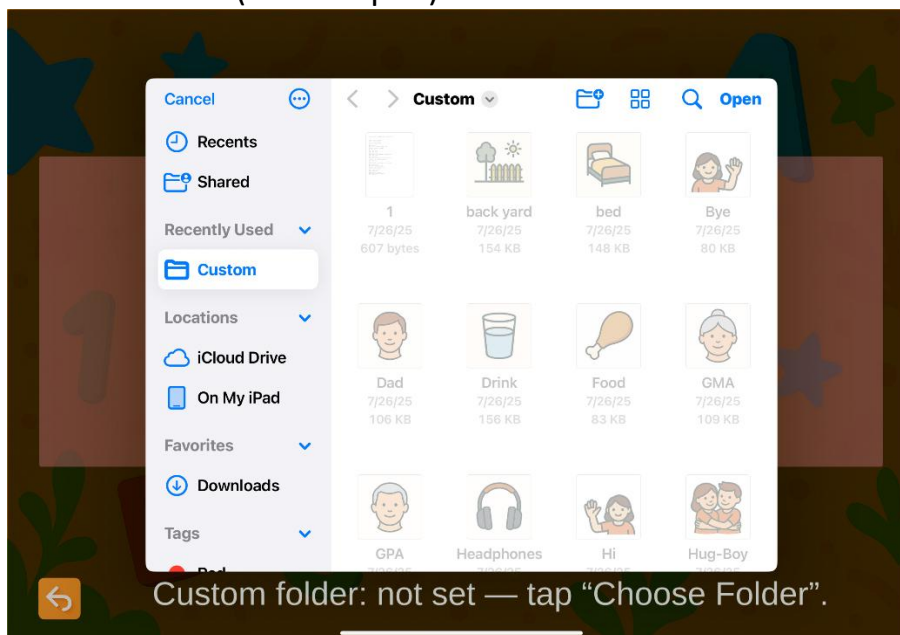 Cancel
Custom
Open
Recents
Shared
Recently Used
Custom
Locations
iCloud Drive
On My iPad
Favorites
Downloads
Tags
1
7/26/25
607 bytes
back yard
7/26/25
154 KB
bed
7/26/25
148 KB
Bye
7/26/25
80 KB
Dad
7/26/25
106 KB
Drink
7/26/25
156 KB
Food
7/26/25
83 KB
GMA
7/26/25
109 KB
GPA
Headphones
Hi
Hug-Boy
1
Custom folder: not set — tap “Choose Folder”.